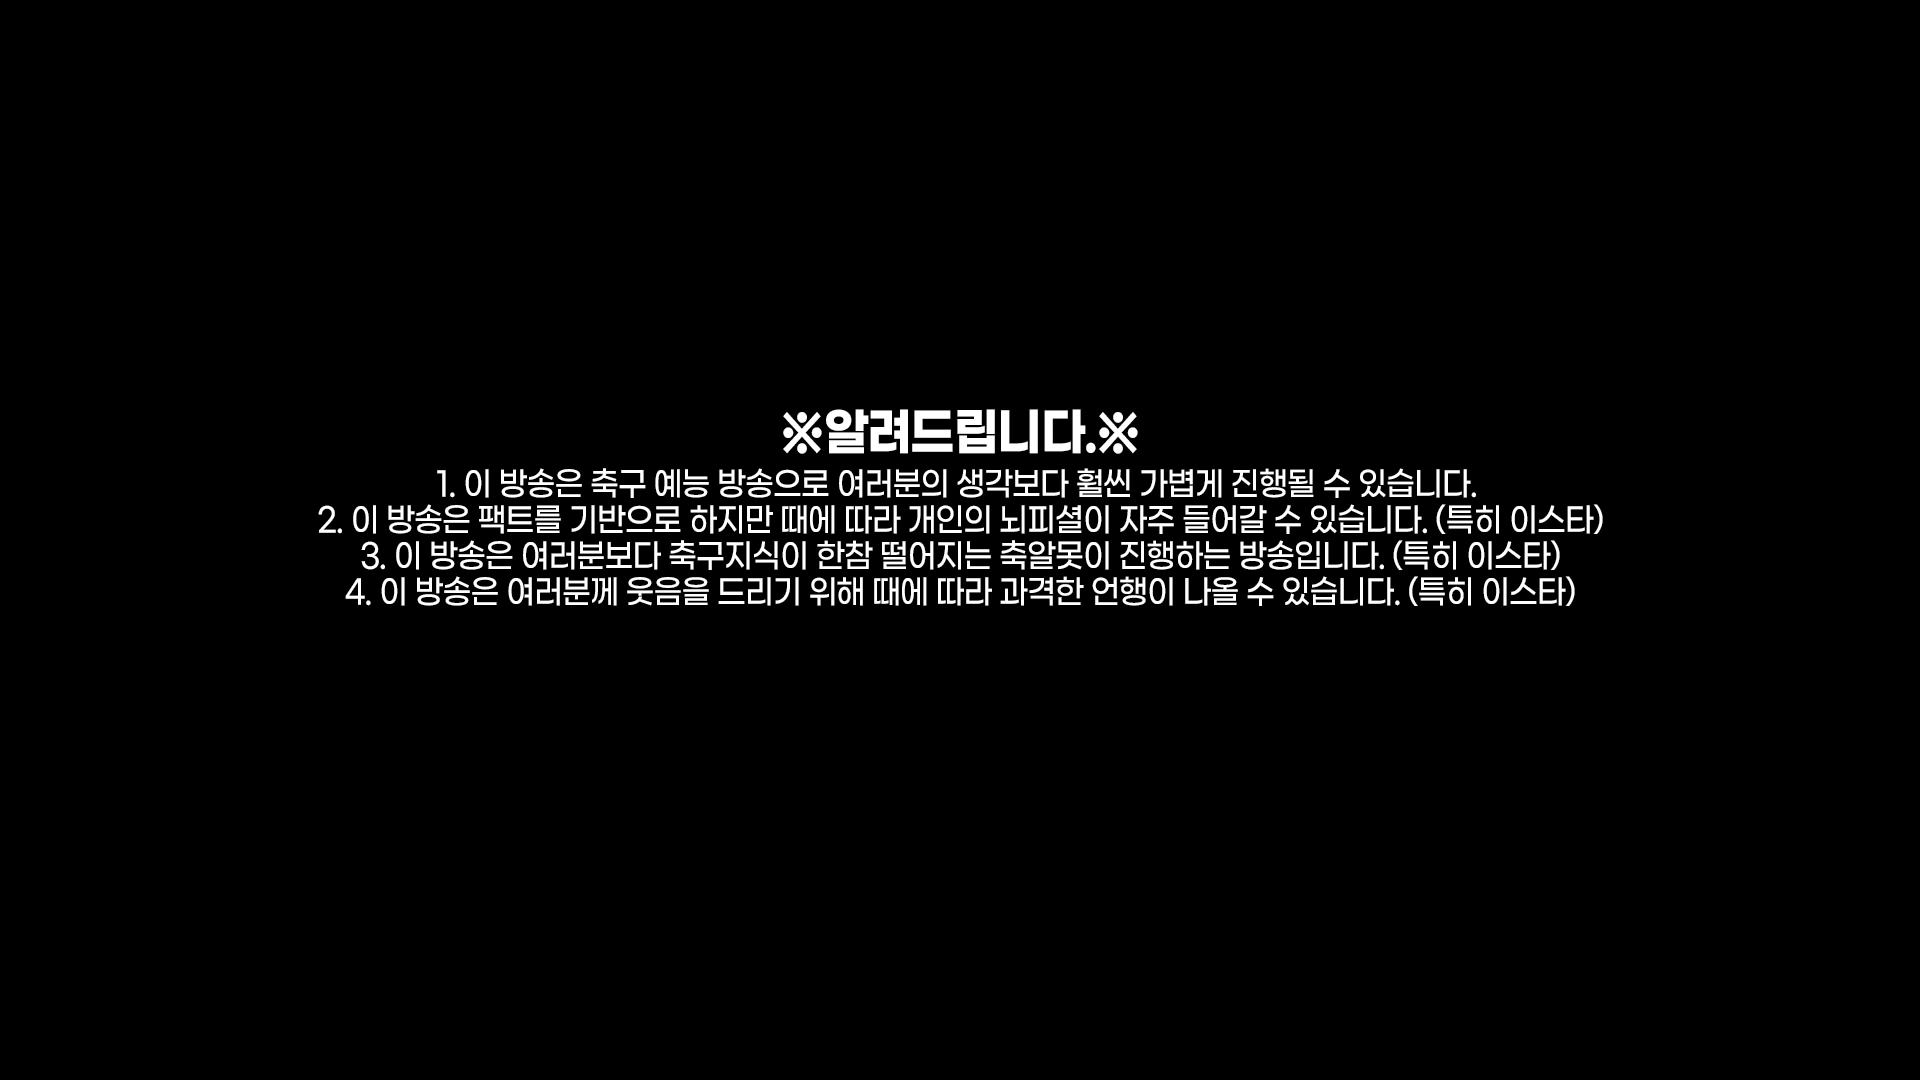 ※알려드립니다.※
1. 이 방송은 축구 예능 방송으로 여러분의 생각보다 훨씬 가볍게 진행될 수 있습니다.
2. 이 방송은 팩트를 기반으로 하지만 때에 따라 개인의 뇌피셜이 자주 들어갈 수 있습니다. (특히 이스타)
3. 이 방송은 여러분보다 축구지식이 한참 떨어지는 축알못이 진행하는 방송입니다. (특히 이스타)
4. 이 방송은 여러분께 웃음을 드리기 위해 때에 따라 과격한 언행이 나올 수 있습니다. (특히 이스타)